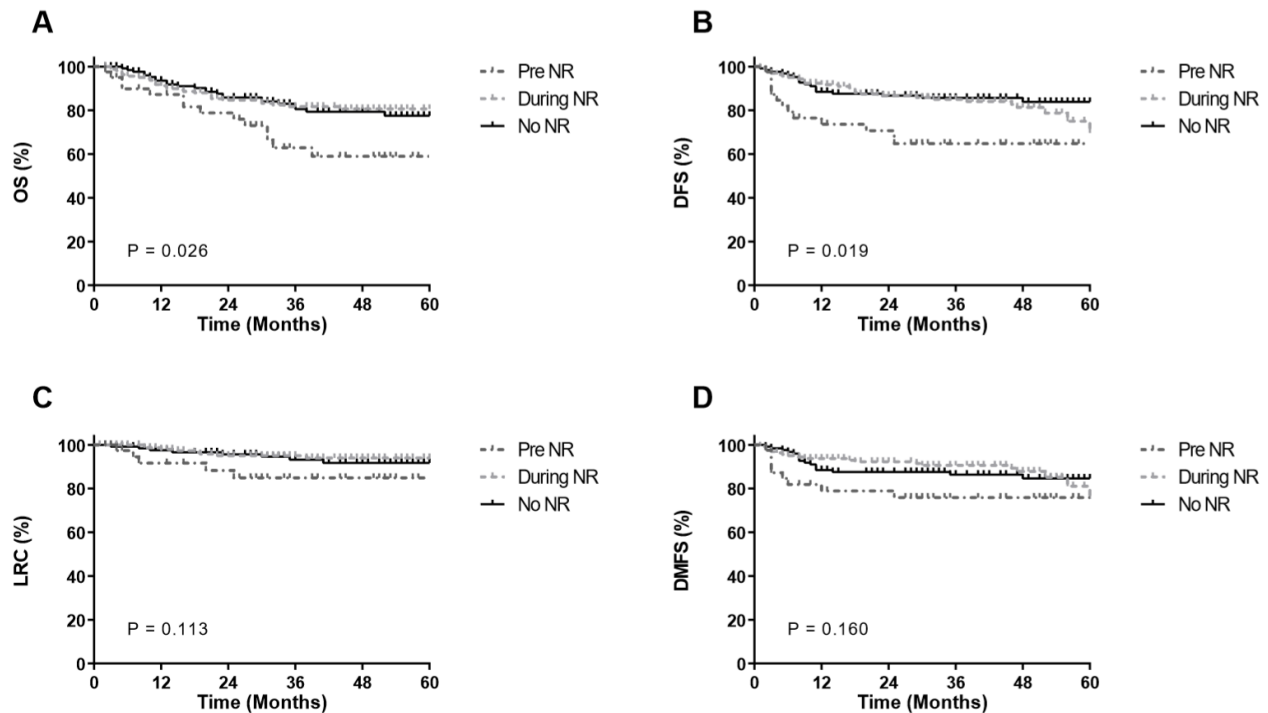 A
100
80
60
40
20
0
OS (%)
P = 0.026
0 12 24 36 48 60
Time (Months)
Pre NR
During NR
No NR
B
100
80
60
40
20
0
DFS (%)
P = 0.019
0 12 24 36 48 60
Time (Months)
Pre NR
During NR
No NR
C
100
80
60
40
20
0
LRC (%)
P = 0.113
0 12 24 36 48 60
Time (Months)
Pre NR
During NR
No NR
D
100
80
60
40
20
0
DMFS (%)
P = 0.160
0 12 24 36 48 60
Time (Months)
Pre NR
During NR
No NR